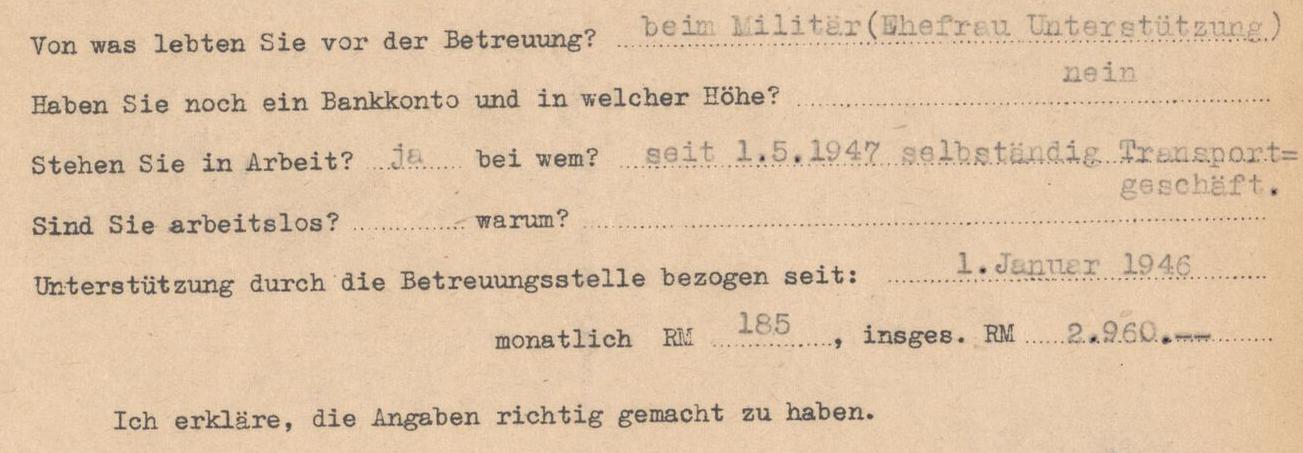 Von was lebten Sie vor der Betreuung? beim Militär(Ehefrau Unterstützung)
Haben Sie noch ein Bankkonto und in welcher Höhe? nein
Stehen Sie in Arbeit? ja bei wem? seit 1.5.1947 selbständig Transport=
geschäft.
Sind Sie arbeitslos? warum?
Unterstützung durch die Betreuungsstelle bezogen seit: 1.Januar 1946
monatlich RM 185, insges. RM 2.960.--
Ich erkläre, die Angaben richtig gemacht zu haben.